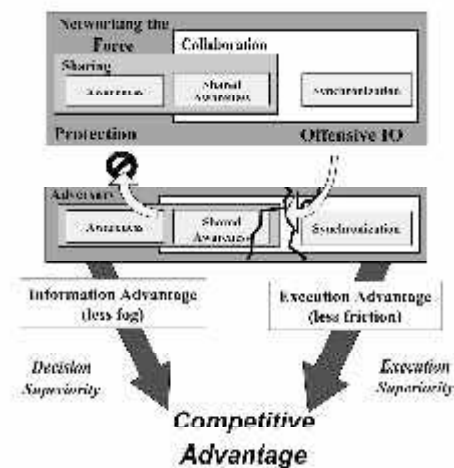 Networking the
Force
Collaboration
Sharing
Awareness
Shared
Awareness
Synchronization
Protection
Offensive IO
Adversary
Awareness
Shared
Awareness
Synchronization
Information Advantage
(less fog)
Execution Advantage
(less friction)
Decision
Superiority
Execution
Superiority
Competitive
Advantage